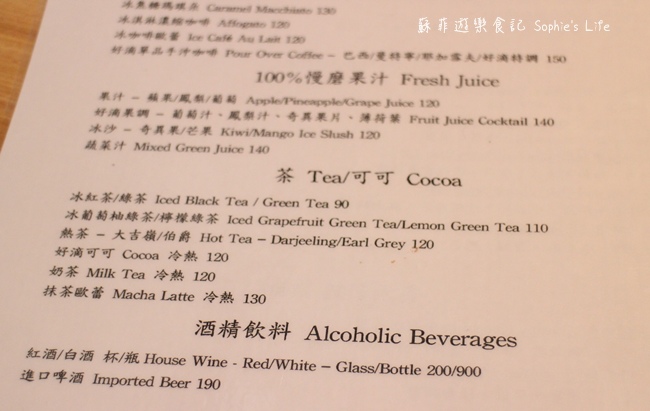 蘇菲遊樂食記 Sophie's Life
冰焦糖瑪琪朵 Caramel Macchiato 130
冰淇淋濃縮咖啡 Affogato 120
冰咖啡歐蕾 Ice Café Au Lait 120
好滴單品手沖咖啡 Pour Over Coffee - 巴西/曼特寧/耶加雪夫/好滴特調 150
100%慢磨果汁 Fresh Juice
果汁 - 蘋果/鳳梨/葡萄 Apple/Pineapple/Grape Juice 120
好滴果調 - 葡萄汁、鳳梨汁、奇異果片、薄荷葉 Fruit Juice Cocktail 140
冰沙 - 奇異果/芒果 Kiwi/Mango Ice Slush 120
蔬菜汁 Mixed Green Juice 140
茶 Tea/可可 Cocoa
冰紅茶/綠茶 Iced Black Tea / Green Tea 90
冰葡萄柚綠茶/檸檬綠茶 Iced Grapefruit Green Tea/Lemon Green Tea 110
熱茶 - 大吉嶺/伯爵 Hot Tea - Darjeeling/Earl Grey 120
好滴可可 Cocoa 冷熱 120
奶茶 Milk Tea 冷熱 120
抹茶歐蕾 Macha Latte 冷熱 130
酒精飲料 Alcoholic Beverages
紅酒/白酒 杯/瓶 House Wine - Red/White - Glass/Bottle 200/900
進口啤酒 Imported Beer 190